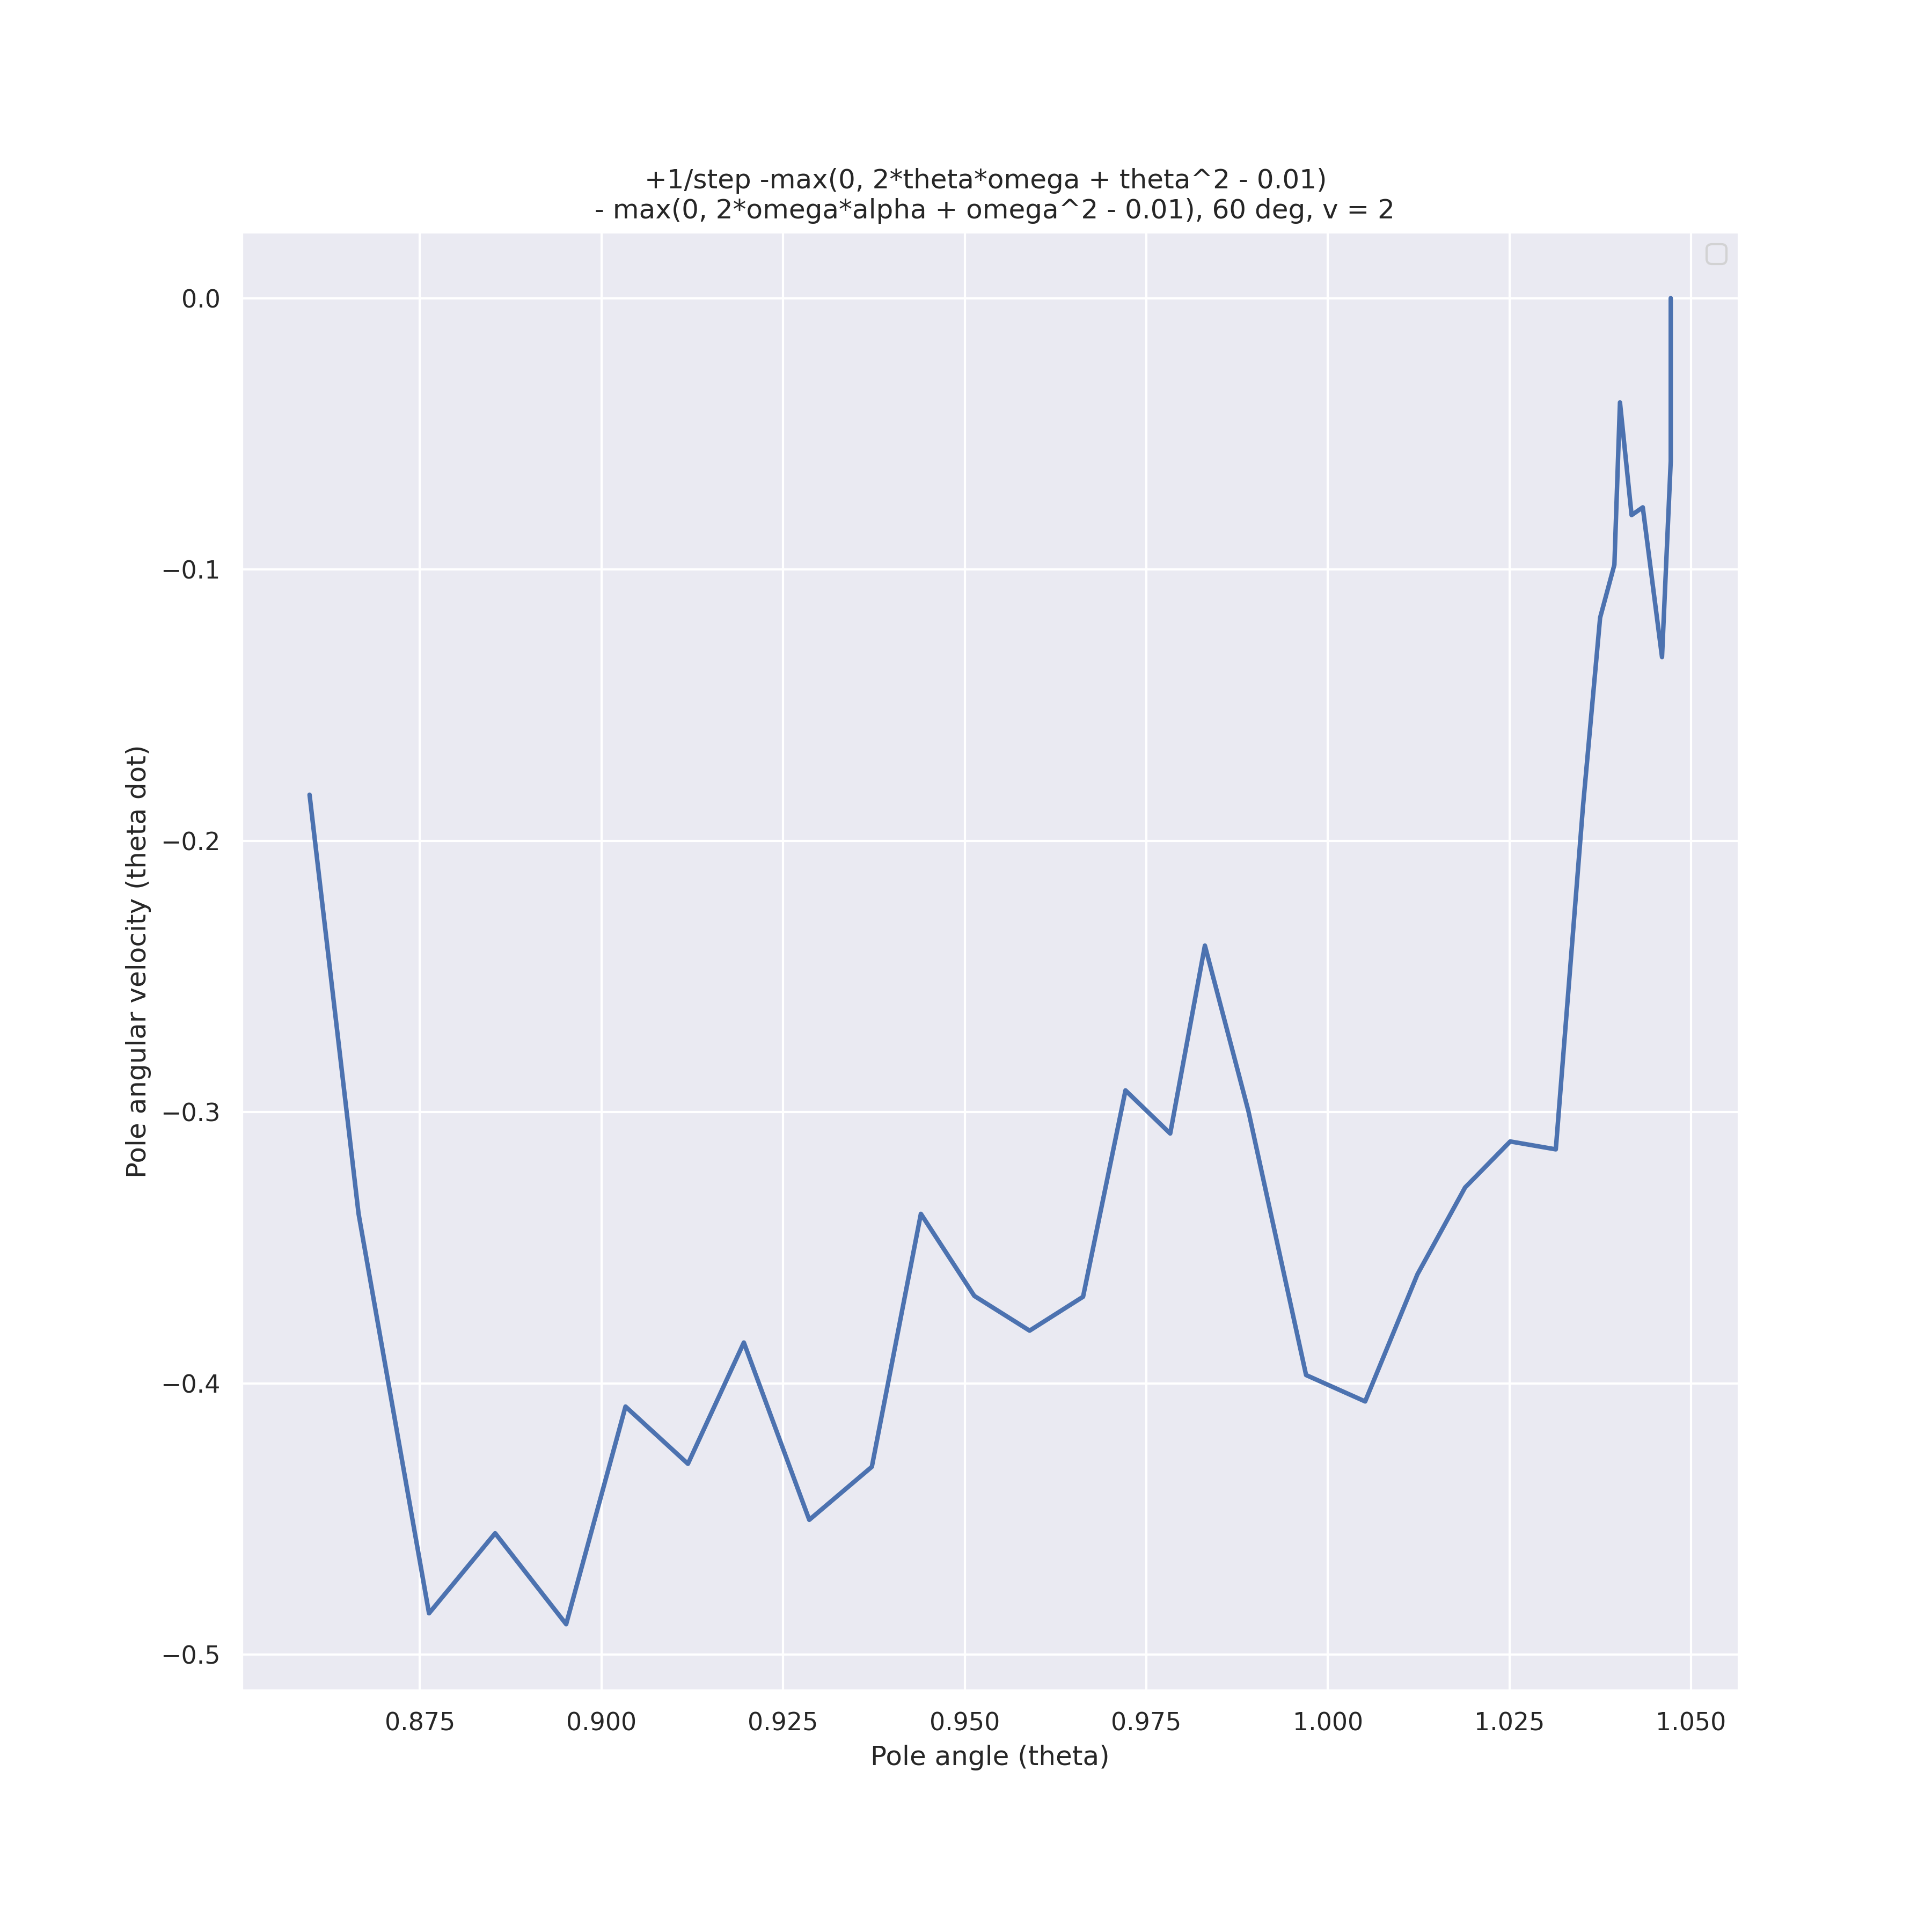 +1/step -max(0, 2*theta*omega + theta^2 - 0.01)
- max(0, 2*omega*alpha + omega^2 - 0.01), 60 deg, v = 2
0.0
−0.1
−0.2
−0.3
−0.4
−0.5
Pole angular velocity (theta dot)
0.875 0.900 0.925 0.950 0.975 1.000 1.025 1.050
Pole angle (theta)